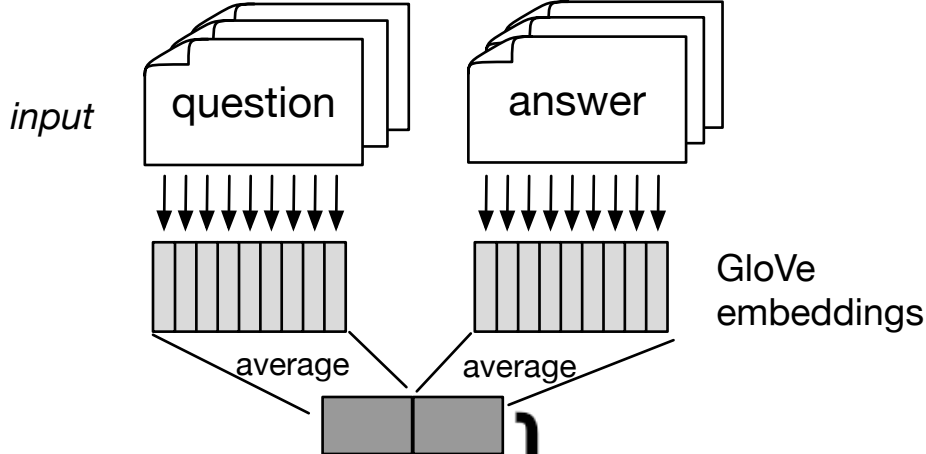 input
question
answer
GloVe
embeddings
average
average